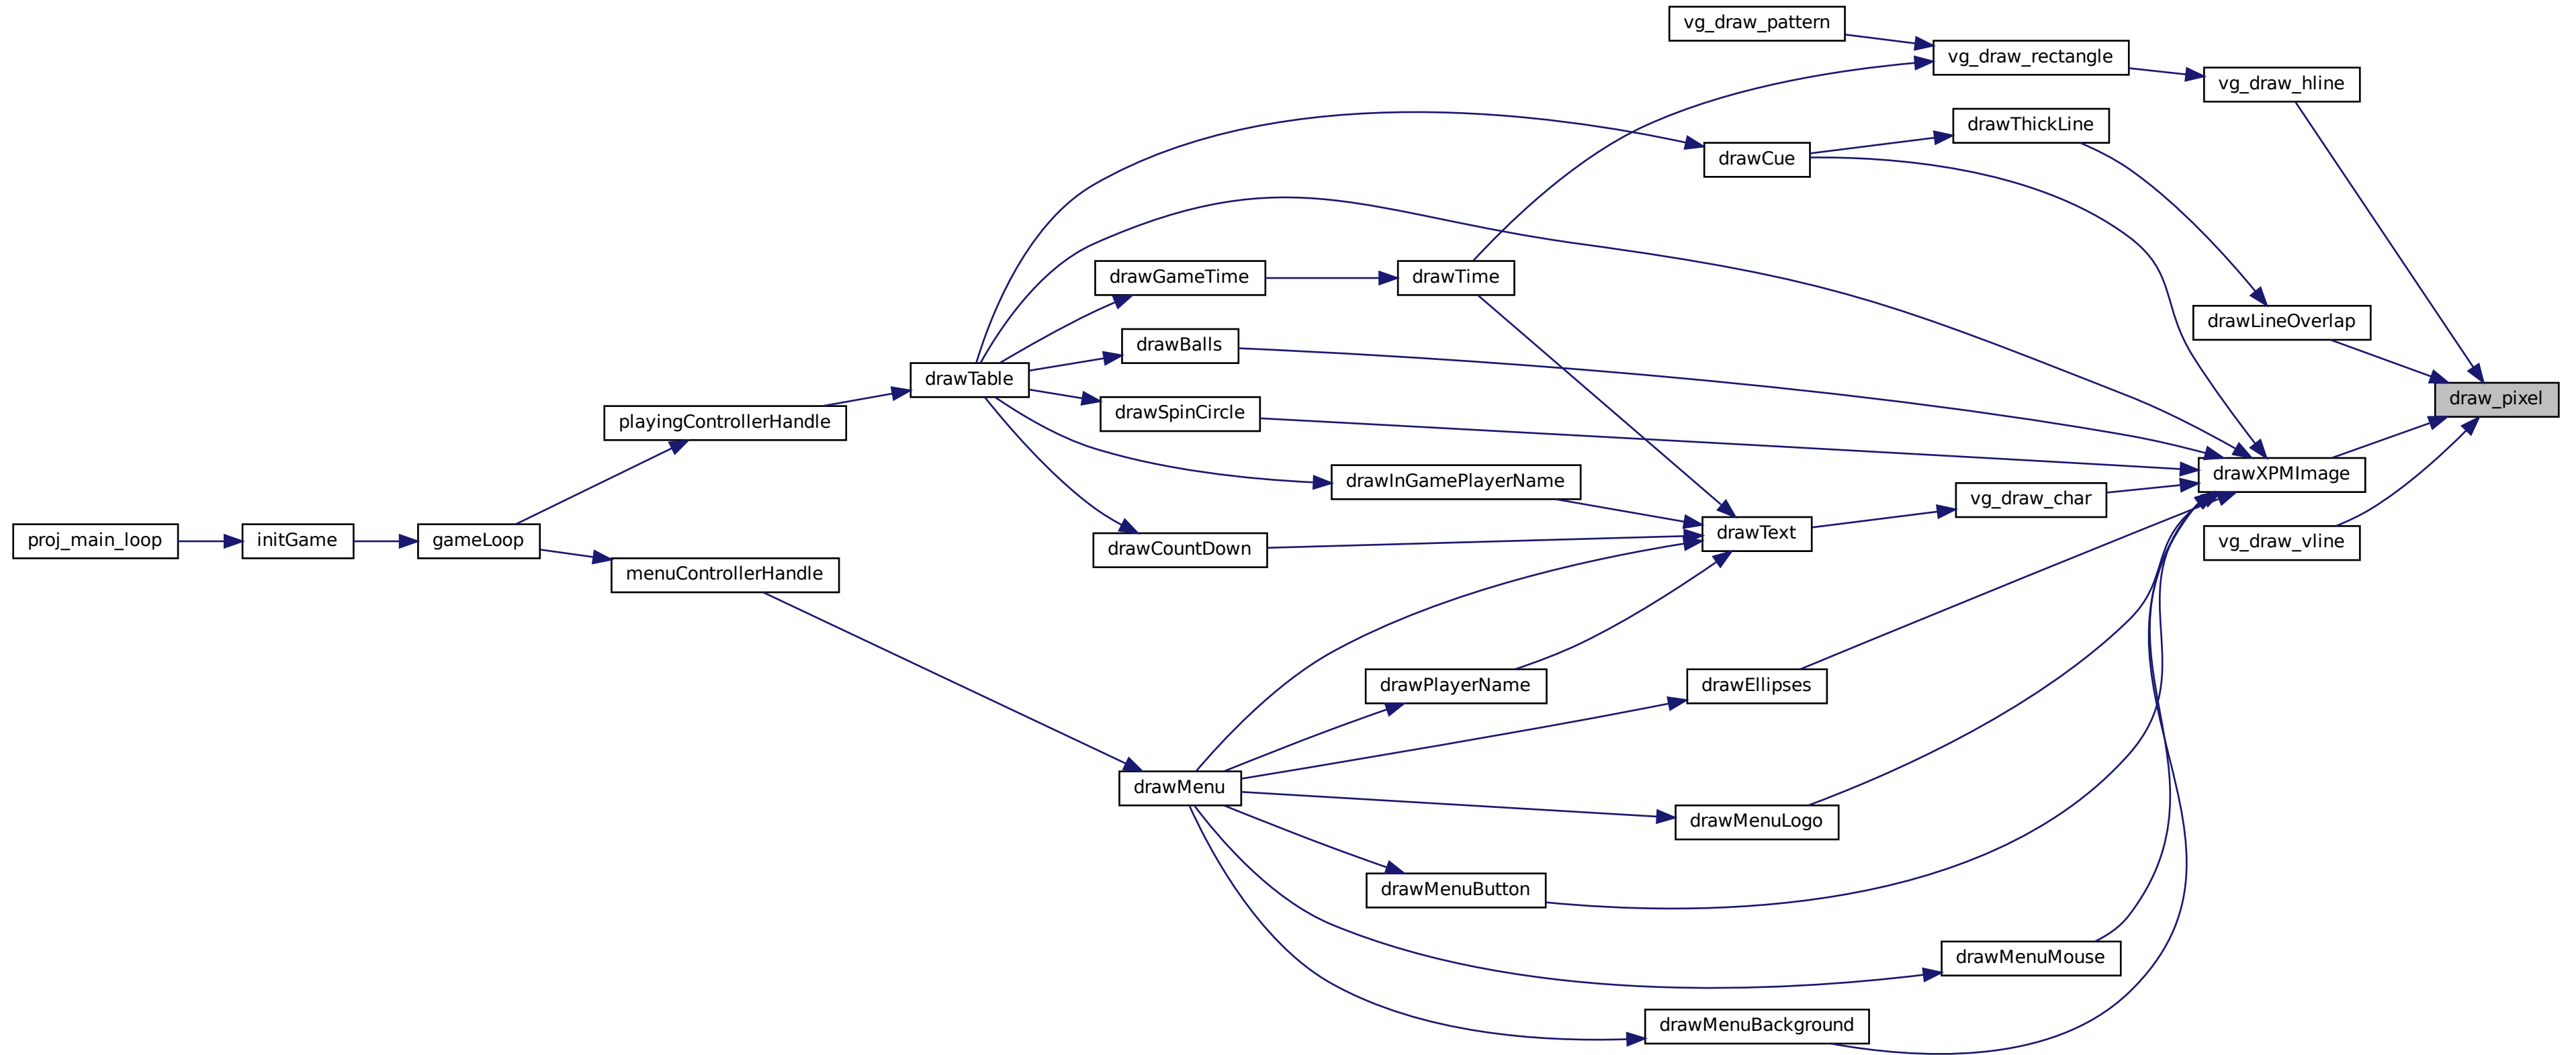 vg_draw_pattern
vg_draw_rectangle
vg_draw_hline
drawThickLine
drawCue
drawGameTime
drawTime
drawLineOverlap
drawBalls
drawTable
draw_pixel
drawSpinCircle
playingControllerHandle
drawXPMImage
drawInGamePlayerName
vg_draw_char
drawText
proj_main_loop
initGame
gameLoop
vg_draw_vline
drawCountDown
menuControllerHandle
drawPlayerName
drawEllipses
drawMenu
drawMenuLogo
drawMenuButton
drawMenuMouse
drawMenuBackground